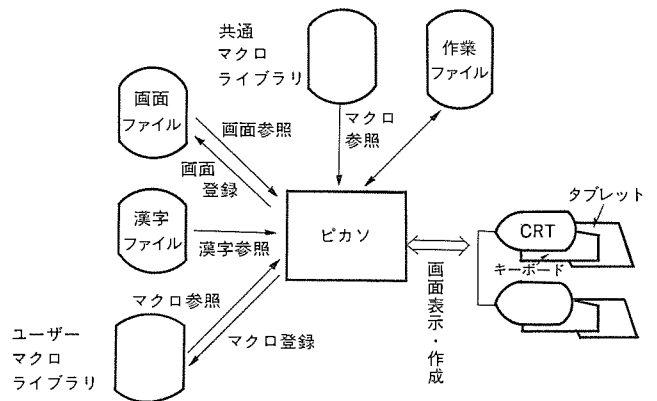 共通
マクロ
ライブラリ
作業
ファイル
画面
ファイル
画面参照
画面
登録
マクロ
参照
漢字
ファイル
漢字参照
ピカソ
タブレット
CRT
キーボード
画面表示・作成
マクロ参照
マクロ登録
ユーザー
マクロ
ライブラリ